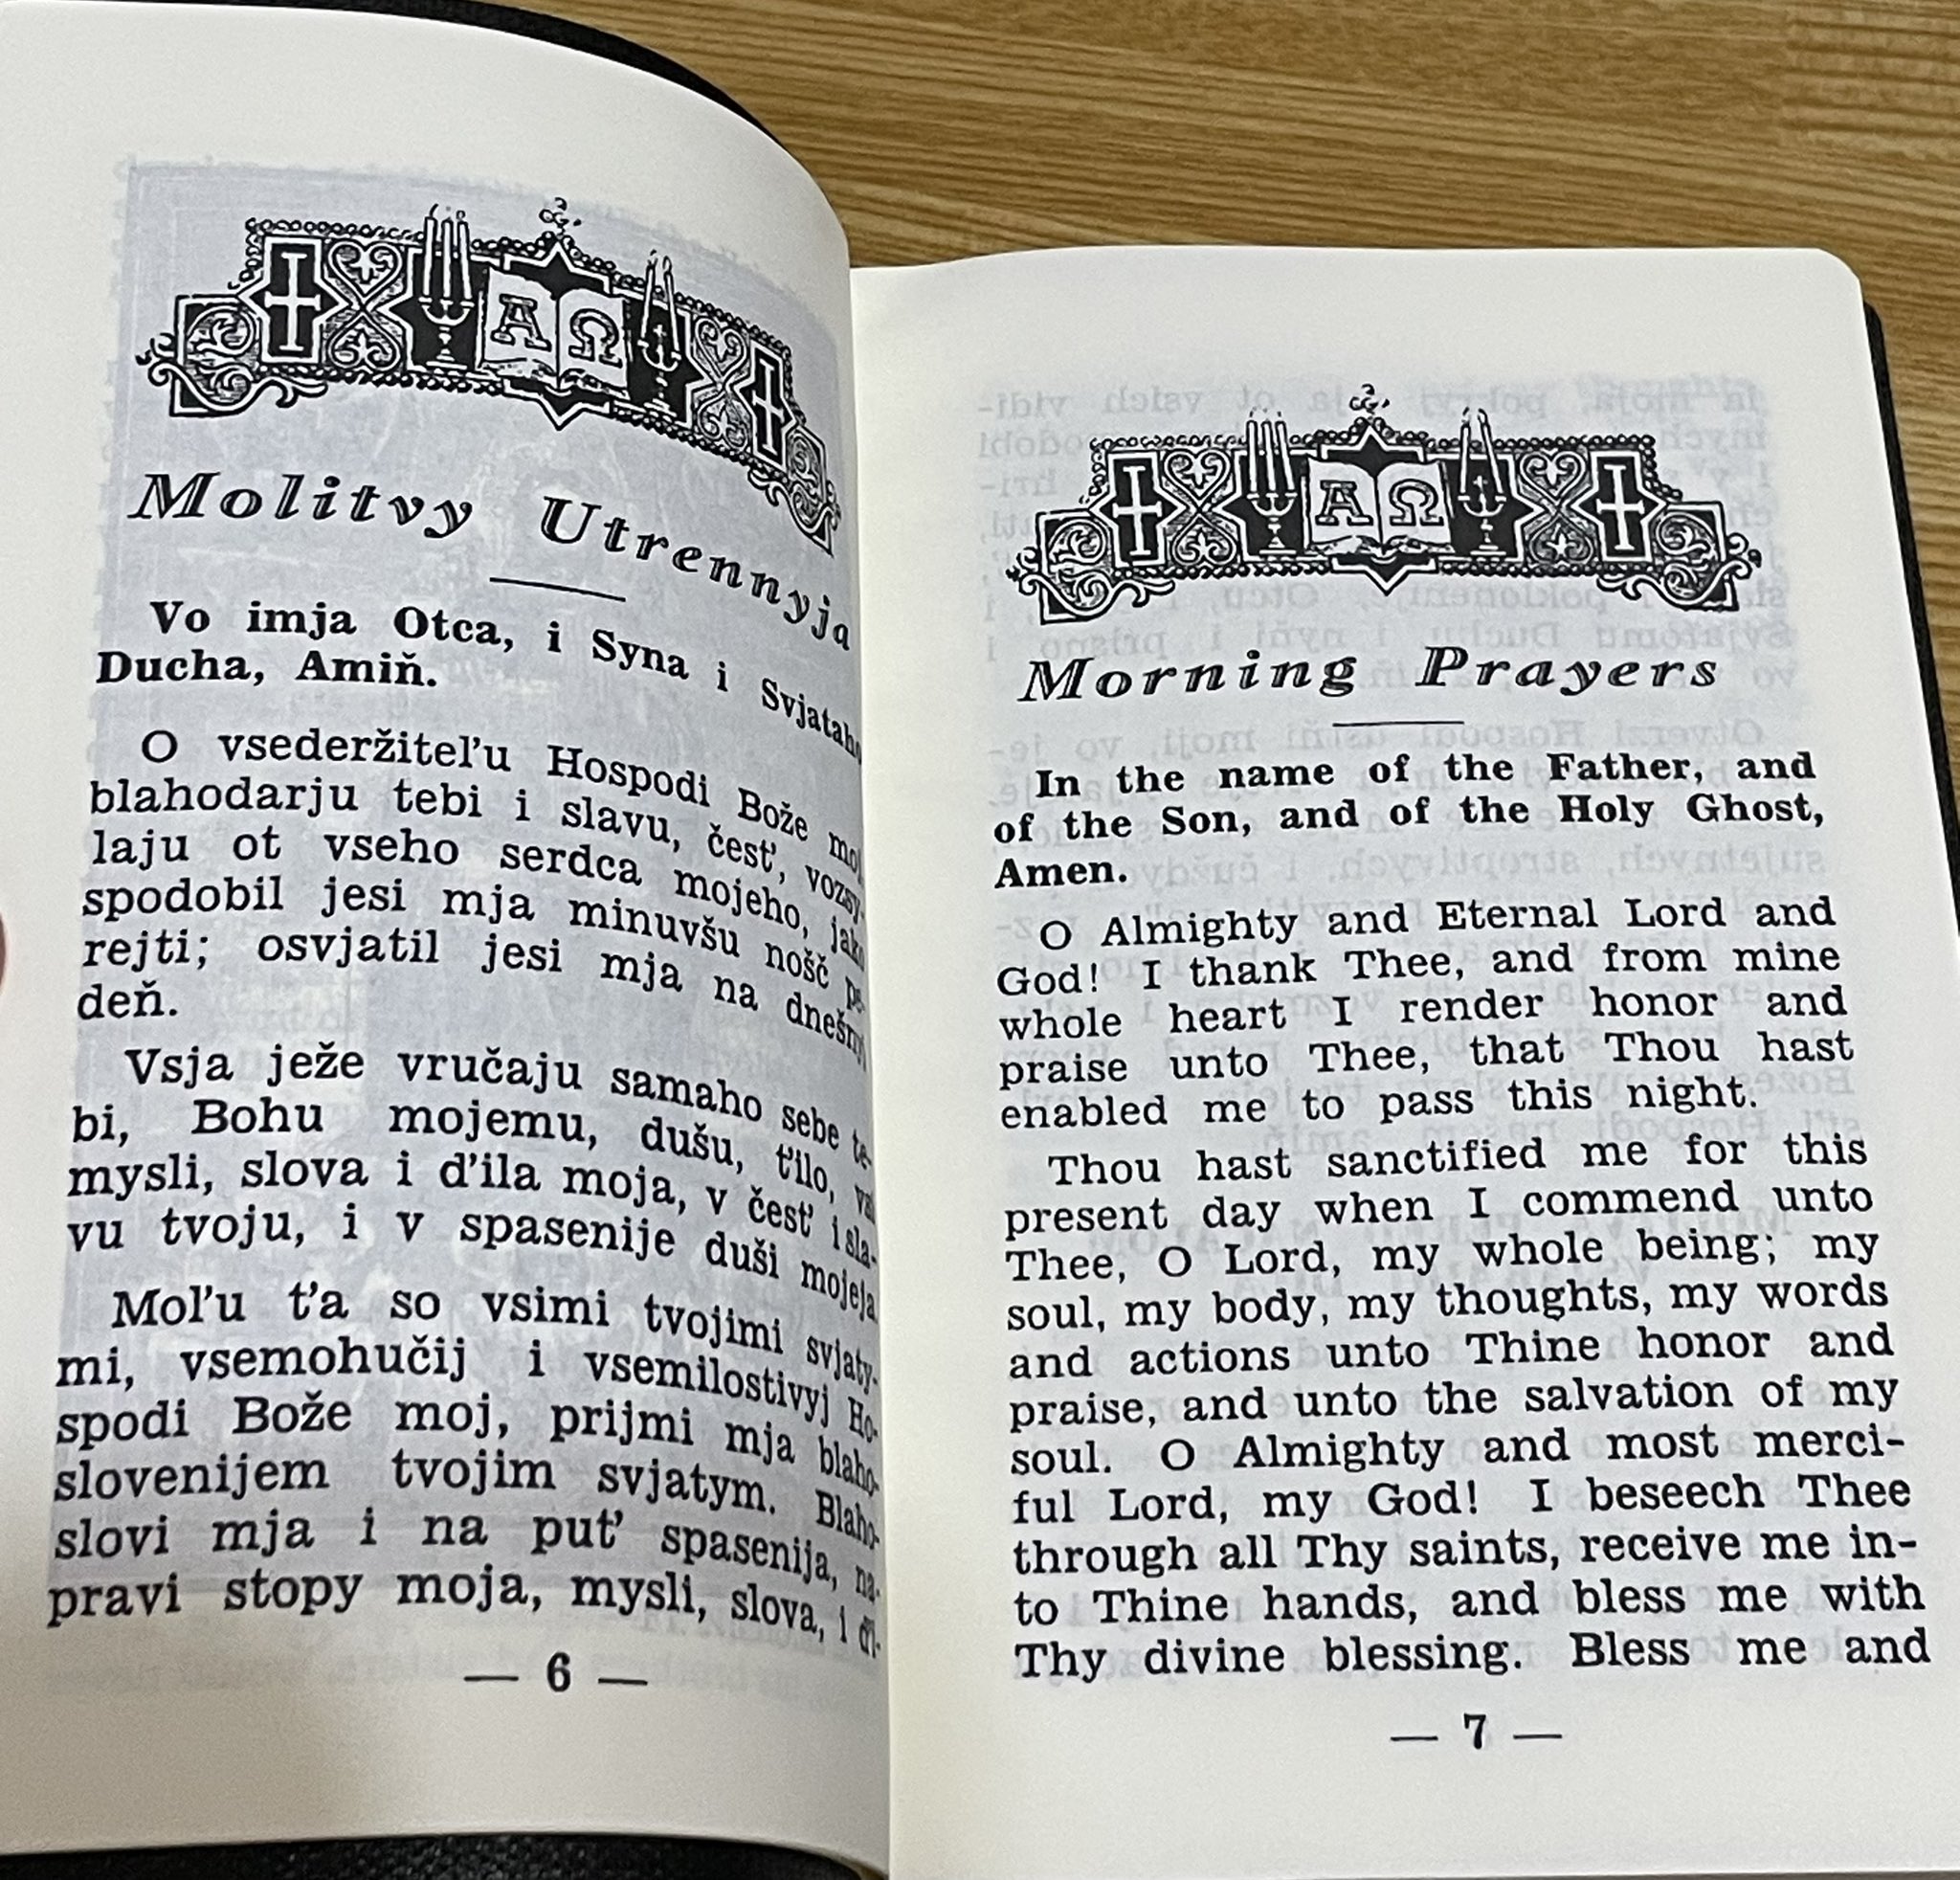 A Ω
Molitvy Utrennyja
Vo imja Otca, i Syna i Svjataho
Ducha, Amiň.
O vsederžiteľu Hospodi Bože moj
blahodarju tebi i slavu, česť, vozsy-
laju ot vseho serdca mojeho, jako
spodobil jesi mja minuvšu nošč pe-
rejti; osvjatil jesi mja na dnešnyj
deň.
Vsja ježe vručaju samaho sebe te-
bi, Bohu mojemu, dušu, ťilo, vsi
mysli, slova i ďila moja, v česť i sla-
vu tvoju, i v spasenije duši mojeja
Moľu ťa so vsimi tvojimi svjaty-
mi, vsemohučij i vsemilostivyj Ho-
spodi Bože moj, prijmi mja blaho-
slovenijem tvojim svjatym. Blaho-
slovi mja i na puť spasenija, na-
pravi stopy moja, mysli, slova, i ďi-
— 6 —
A Ω
Morning Prayers
In the name of the Father, and
of the Son, and of the Holy Ghost,
Amen.
O Almighty and Eternal Lord and
God! I thank Thee, and from mine
whole heart I render honor and
praise unto Thee, that Thou hast
enabled me to pass this night.
Thou hast sanctified me for this
present day when I commend unto
Thee, O Lord, my whole being; my
soul, my body, my thoughts, my words
and actions unto Thine honor and
praise, and unto the salvation of my
soul. O Almighty and most merci-
ful Lord, my God! I beseech Thee
through all Thy saints, receive me in-
to Thine hands, and bless me with
Thy divine blessing. Bless me and
— 7 —